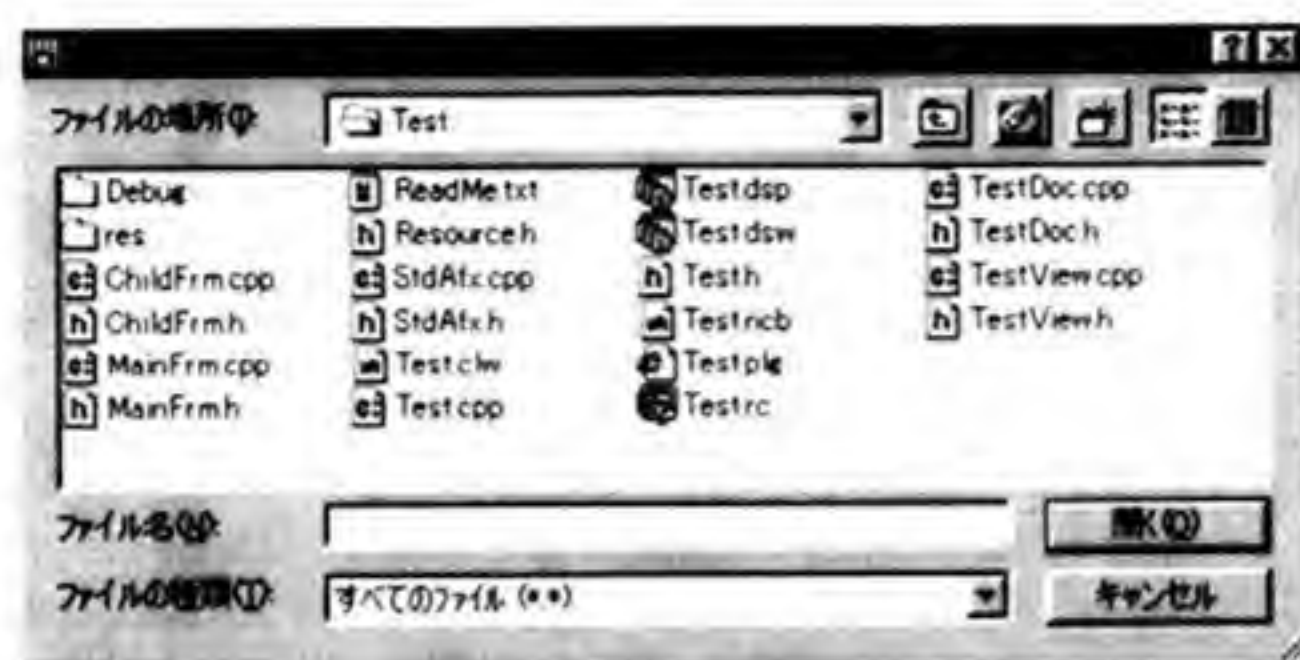 ファイルの場所(I):
Test
Debug
res
ChildFrm.cpp
ChildFrm.h
MainFrm.cpp
MainFrm.h
ReadMe.txt
Resource.h
StdAfx.cpp
StdAfx.h
Test.clw
Test.cpp
Test.dsp
Test.dsw
Test.h
Test.ncb
Test.plg
Test.rc
TestDoc.cpp
TestDoc.h
TestView.cpp
TestView.h
ファイル名(N):
開く(O)
ファイルの種類(T):
すべてのファイル (*.*)
キャンセル